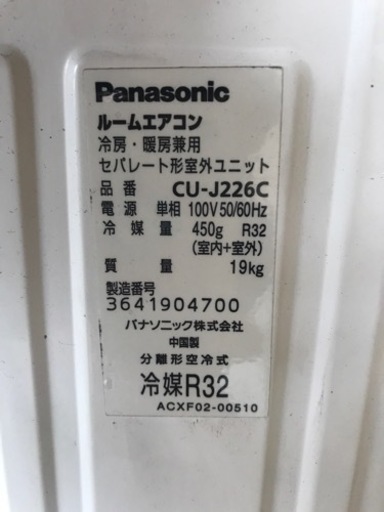 Panasonic
ルームエアコン
冷房・暖房兼用
セパレート形室外ユニット
品番 CU-J226C
電源 単相 100V 50/60Hz
冷媒量 450g R32
(室内+室外)
質量 19kg
製造番号
3641904700
パナソニック株式会社
中国製
分離形空冷式
冷媒R32
ACXF02-00510